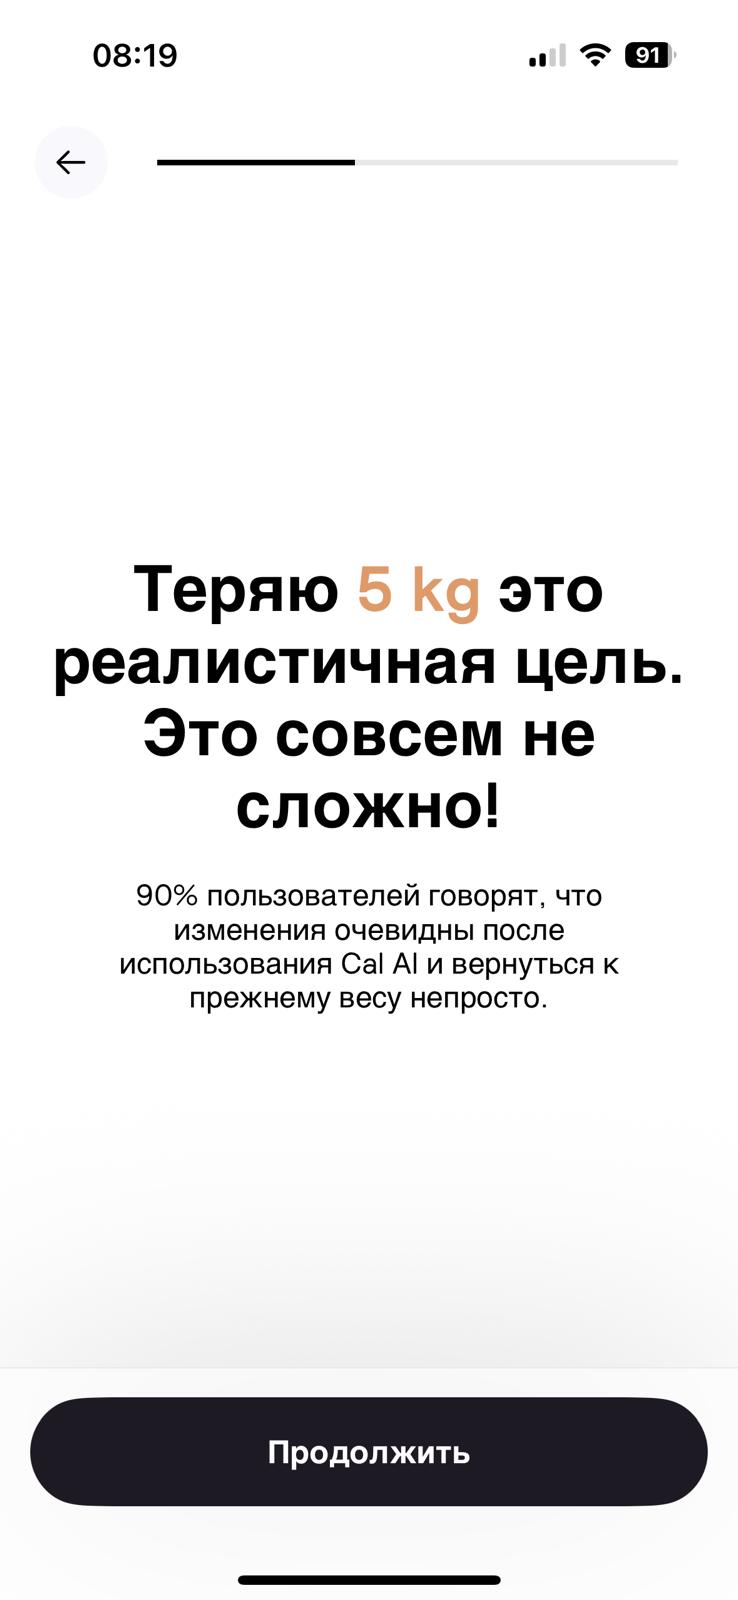 08:19
91
Теряю 5 kg это
реалистичная цель.
Это совсем не
сложно!
90% пользователей говорят, что
изменения очевидны после
использования Cal AI и вернуться к
прежнему весу непросто.
Продолжить